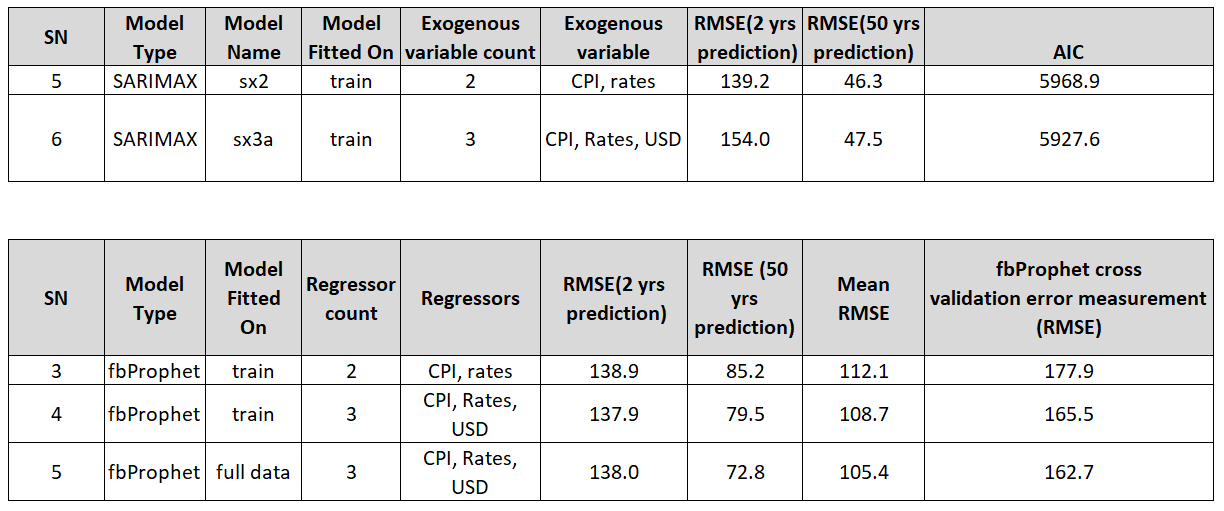 SN Model Type Model Name Model Fitted On Exogenous variable count Exogenous variable RMSE(2 yrs prediction) RMSE(50 yrs prediction) AIC
5 SARIMAX sx2 train 2 CPI, rates 139.2 46.3 5968.9
6 SARIMAX sx3a train 3 CPI, Rates, USD 154.0 47.5 5927.6
SN Model Type Model Fitted On Regressor count Regressors RMSE(2 yrs prediction) RMSE (50 yrs prediction) Mean RMSE fbProphet cross validation error measurement (RMSE)
3 fbProphet train 2 CPI, rates 138.9 85.2 112.1 177.9
4 fbProphet train 3 CPI, Rates, USD 137.9 79.5 108.7 165.5
5 fbProphet full data 3 CPI, Rates, USD 138.0 72.8 105.4 162.7